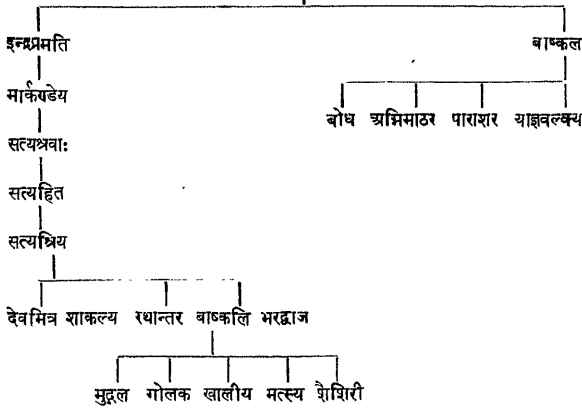 इन्द्रप्रमति बाष्कल
मार्कण्डेय
बोध अग्निमाठर पाराशर याज्ञवल्क्य
सत्यश्रवाः
सत्यहित
सत्यश्रिय
देवमित्र शाकल्य रथान्तर बाष्कलि भरद्वाज
मुद्गल गोलक खालीय मत्स्य शैशिरी